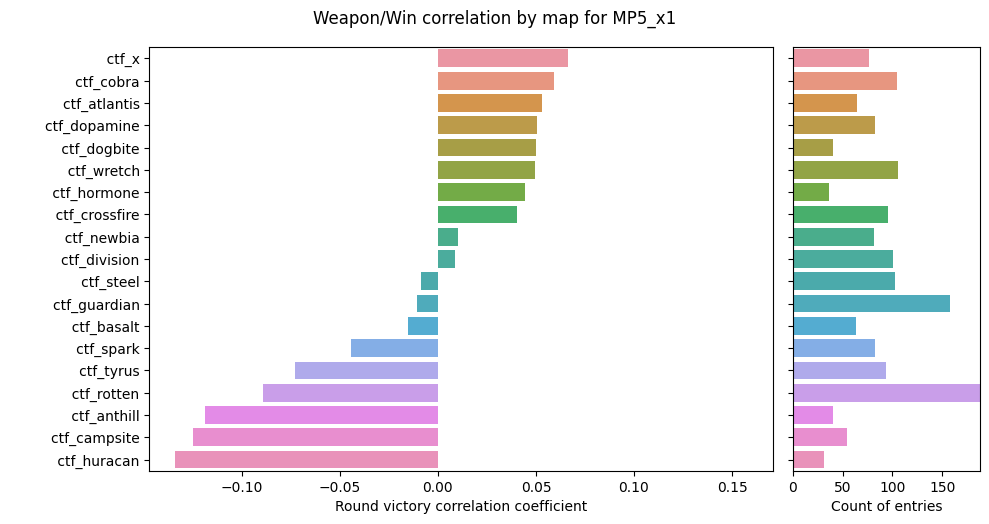 Weapon/Win correlation by map for MP5_x1
ctf_x
ctf_cobra
ctf_atlantis
ctf_dopamine
ctf_dogbite
ctf_wretch
ctf_hormone
ctf_crossfire
ctf_newbia
ctf_division
ctf_steel
ctf_guardian
ctf_basalt
ctf_spark
ctf_tyrus
ctf_rotten
ctf_anthill
ctf_campsite
ctf_huracan
−0.10 −0.05 0.00 0.05 0.10 0.15
Round victory correlation coefficient
0 50 100 150
Count of entries